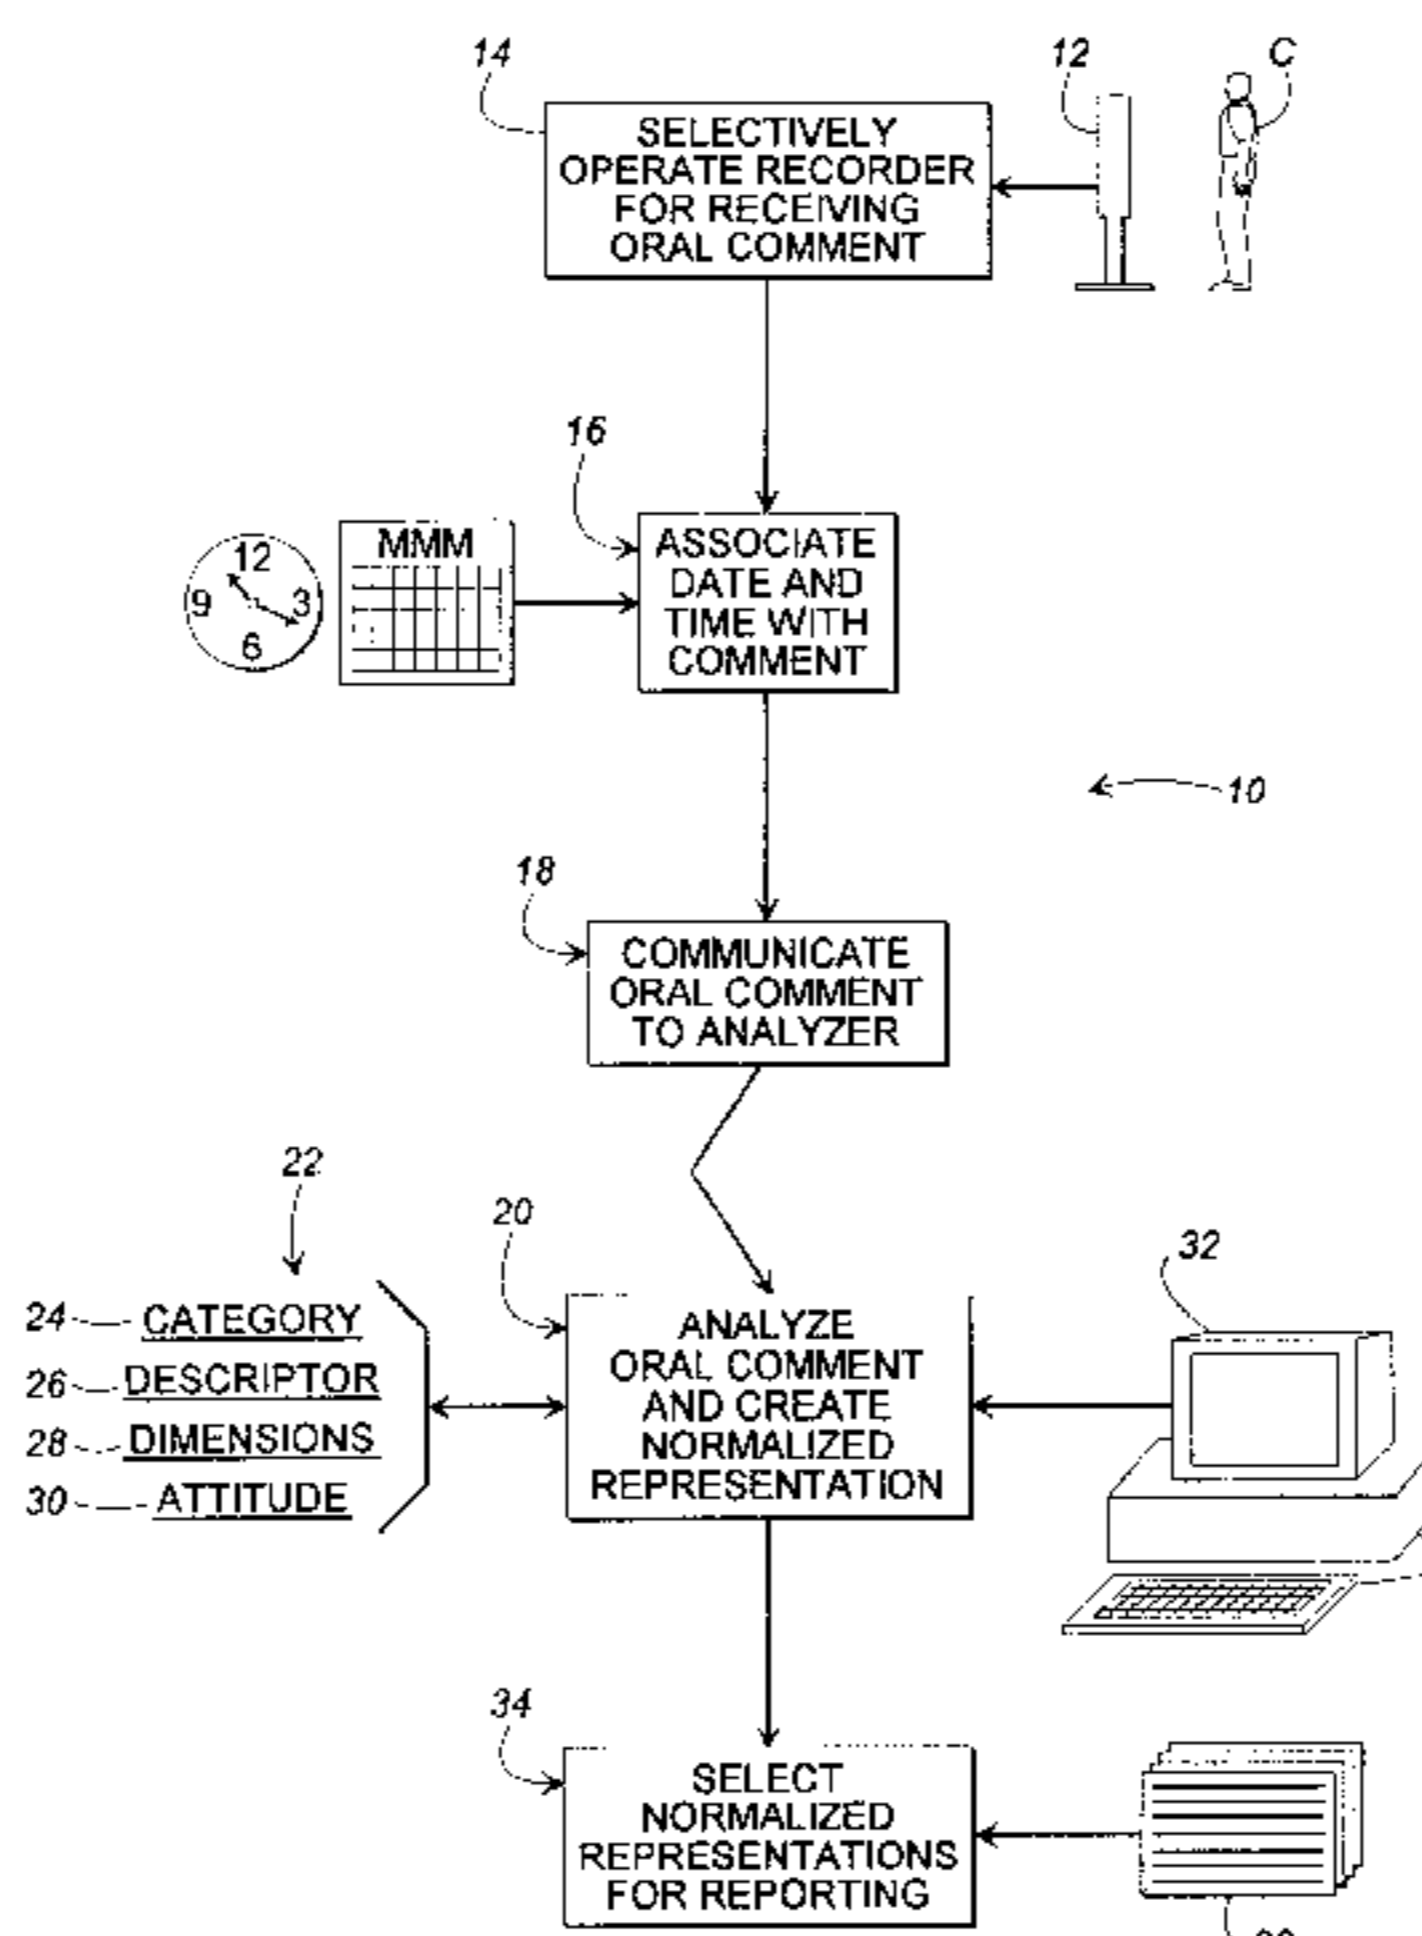 14
12
C
SELECTIVELY
OPERATE RECORDER
FOR RECEIVING
ORAL COMMENT
16
12
9
3
6
MMM
ASSOCIATE
DATE AND
TIME WITH
COMMENT
10
18
COMMUNICATE
ORAL COMMENT
TO ANALYZER
22
20
32
24
CATEGORY
26
DESCRIPTOR
28
DIMENSIONS
30
ATTITUDE
ANALYZE
ORAL COMMENT
AND CREATE
NORMALIZED
REPRESENTATION
34
SELECT
NORMALIZED
REPRESENTATIONS
FOR REPORTING